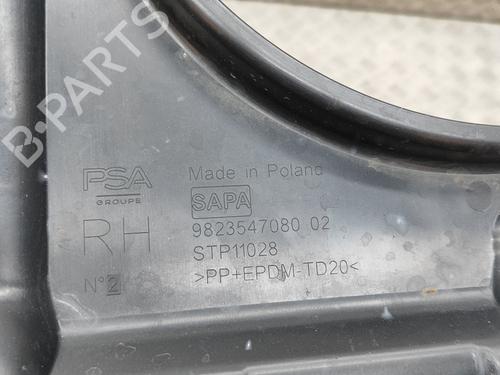 B-PARTS
PSA
GROUPE
RH
N°2
Made in Poland
SAPA
9823547080 02
STP11028
>PP+EPDM-TD20<